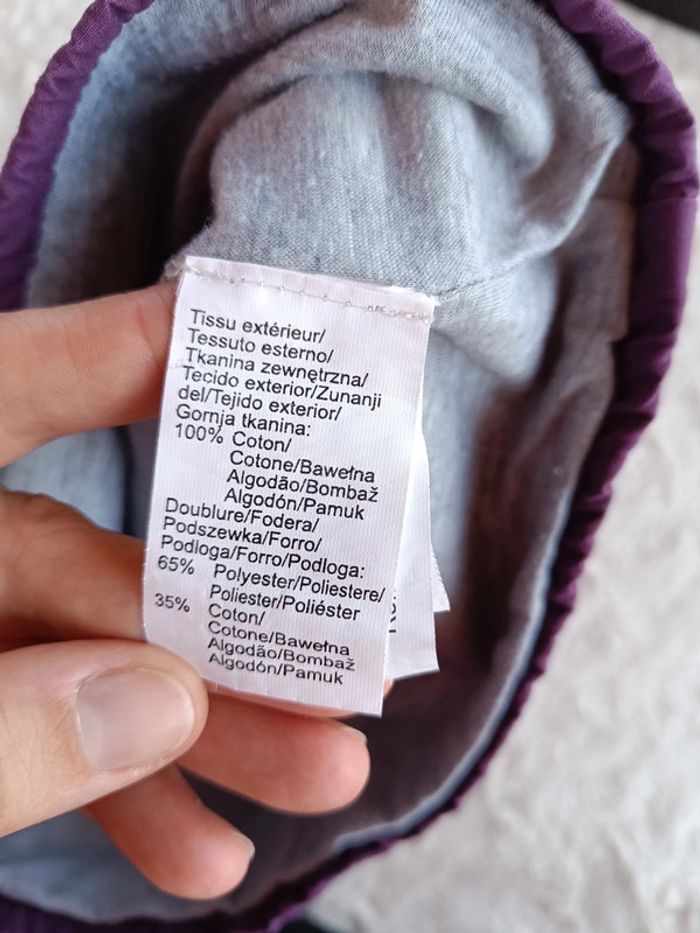 Tissu extérieur/
Tessuto esterno/
Tkanina zewnętrzna/
Tecido exterior/Zunanji
del/Tejido exterior/
Gornja tkanina:
100% Coton/
Cotone/Bawełna
Algodão/Bombaž
Algodón/Pamuk
Doublure/Fodera/
Podszewka/Forro/
Podloga/Forro/Podloga:
65% Polyester/Poliestere/
Poliester/Poliéster
35% Coton/
Cotone/Bawełna
Algodão/Bombaž
Algodón/Pamuk